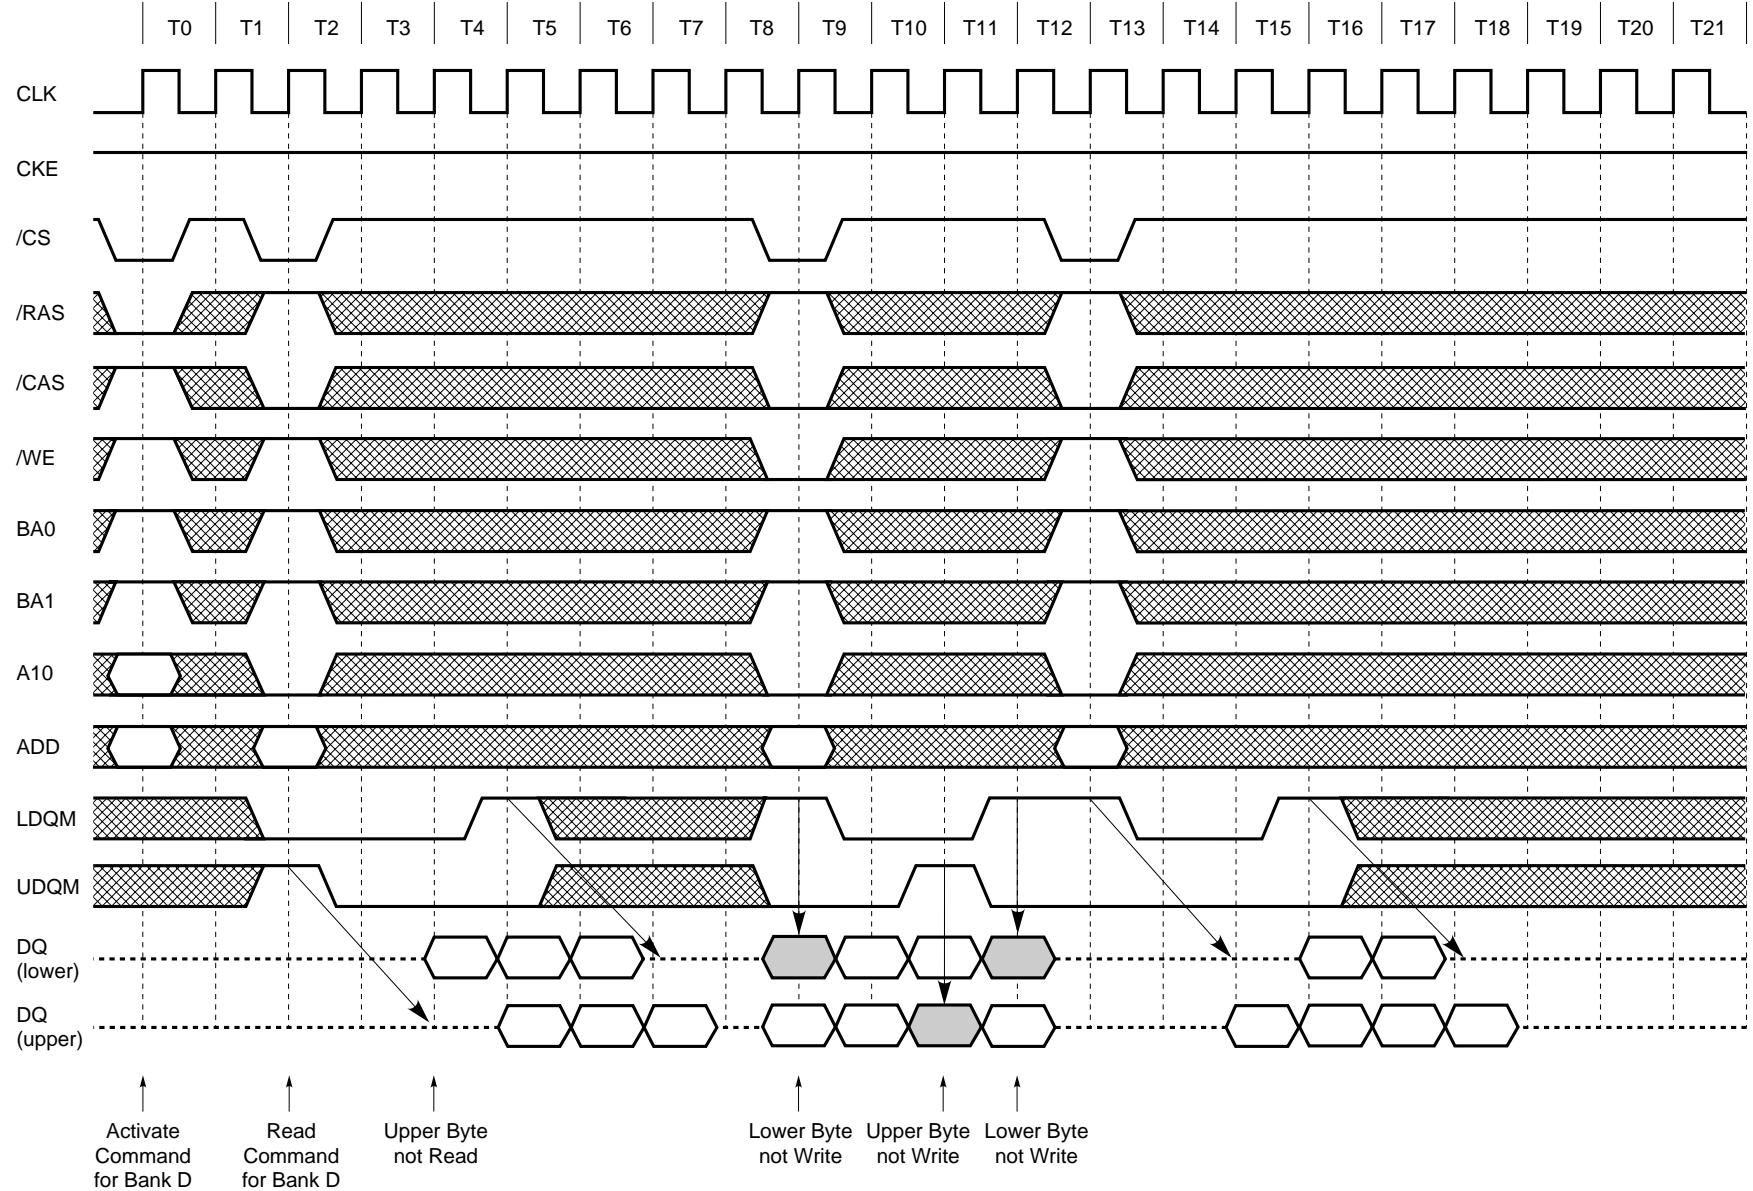 T0 T1 T2 T3 T4 T5 T6 T7 T8 T9 T10 T11 T12 T13 T14 T15 T16 T17 T18 T19 T20 T21
CLK
CKE
/CS
/RAS
/CAS
/WE
BA0
BA1
A10
ADD
LDQM
UDQM
DQ
(lower)
DQ
(upper)
Activate
Command
for Bank D
Read
Command
for Bank D
Upper Byte
not Read
Lower Byte
not Write
Upper Byte
not Write
Lower Byte
not Write